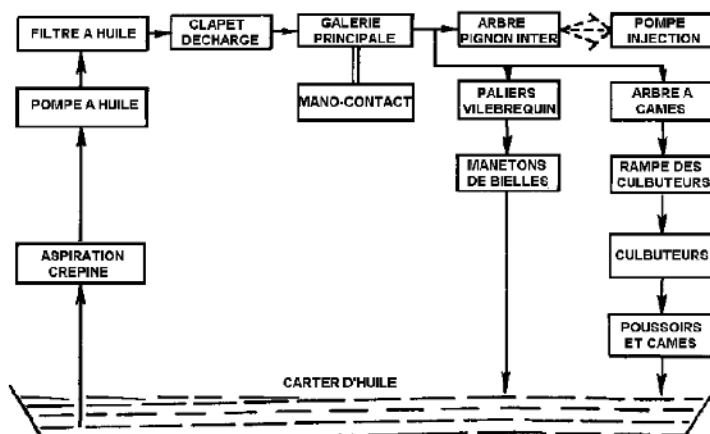 FILTRE A HUILE
CLAPET
DECHARGE
GALERIE
PRINCIPALE
ARBRE
PIGNON INTER
POMPE
INJECTION
POMPE A HUILE
MANO-CONTACT
PALIERS
VILEBREQUIN
ARBRE A
CAMES
MANETONS
DE BIELLES
RAMPE DES
CULBUTEURS
ASPIRATION
CREPINE
CULBUTEURS
POUSSOIRS
ET CAMES
CARTER D'HUILE